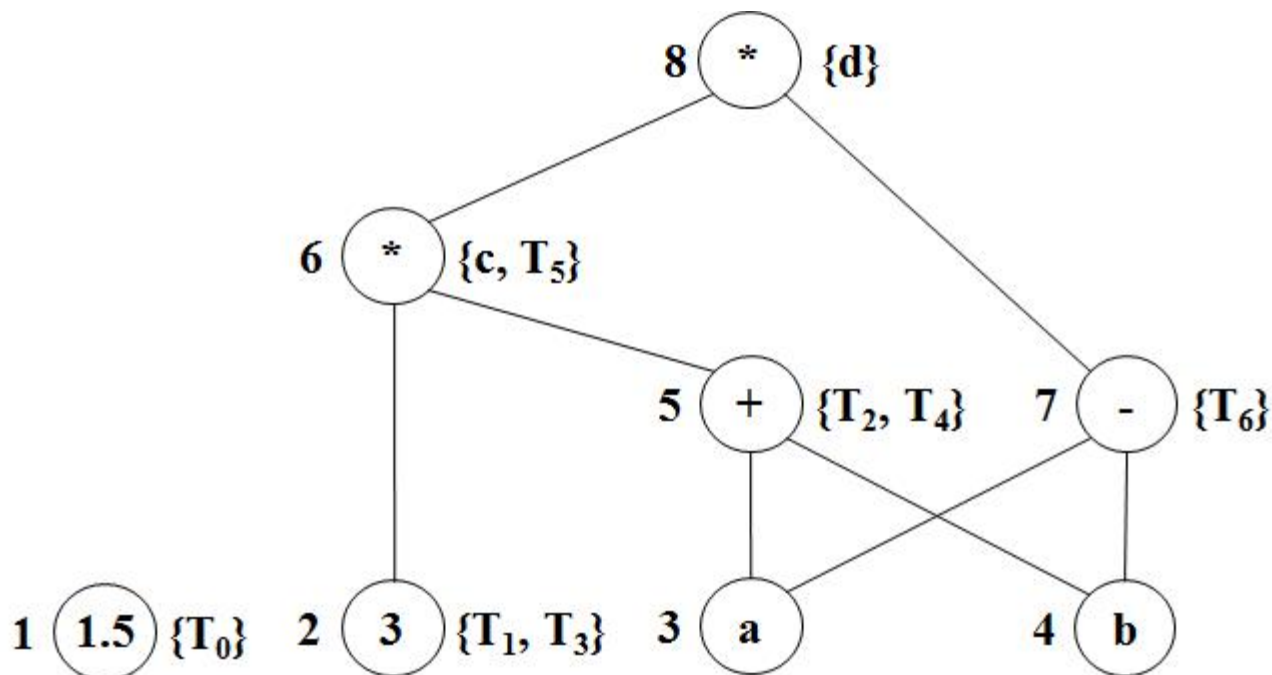 8 * {d}
6 * {c, T₅}
5 + {T₂, T₄} 7 - {T₆}
1 1.5 {T₀} 2 3 {T₁, T₃} 3 a 4 b